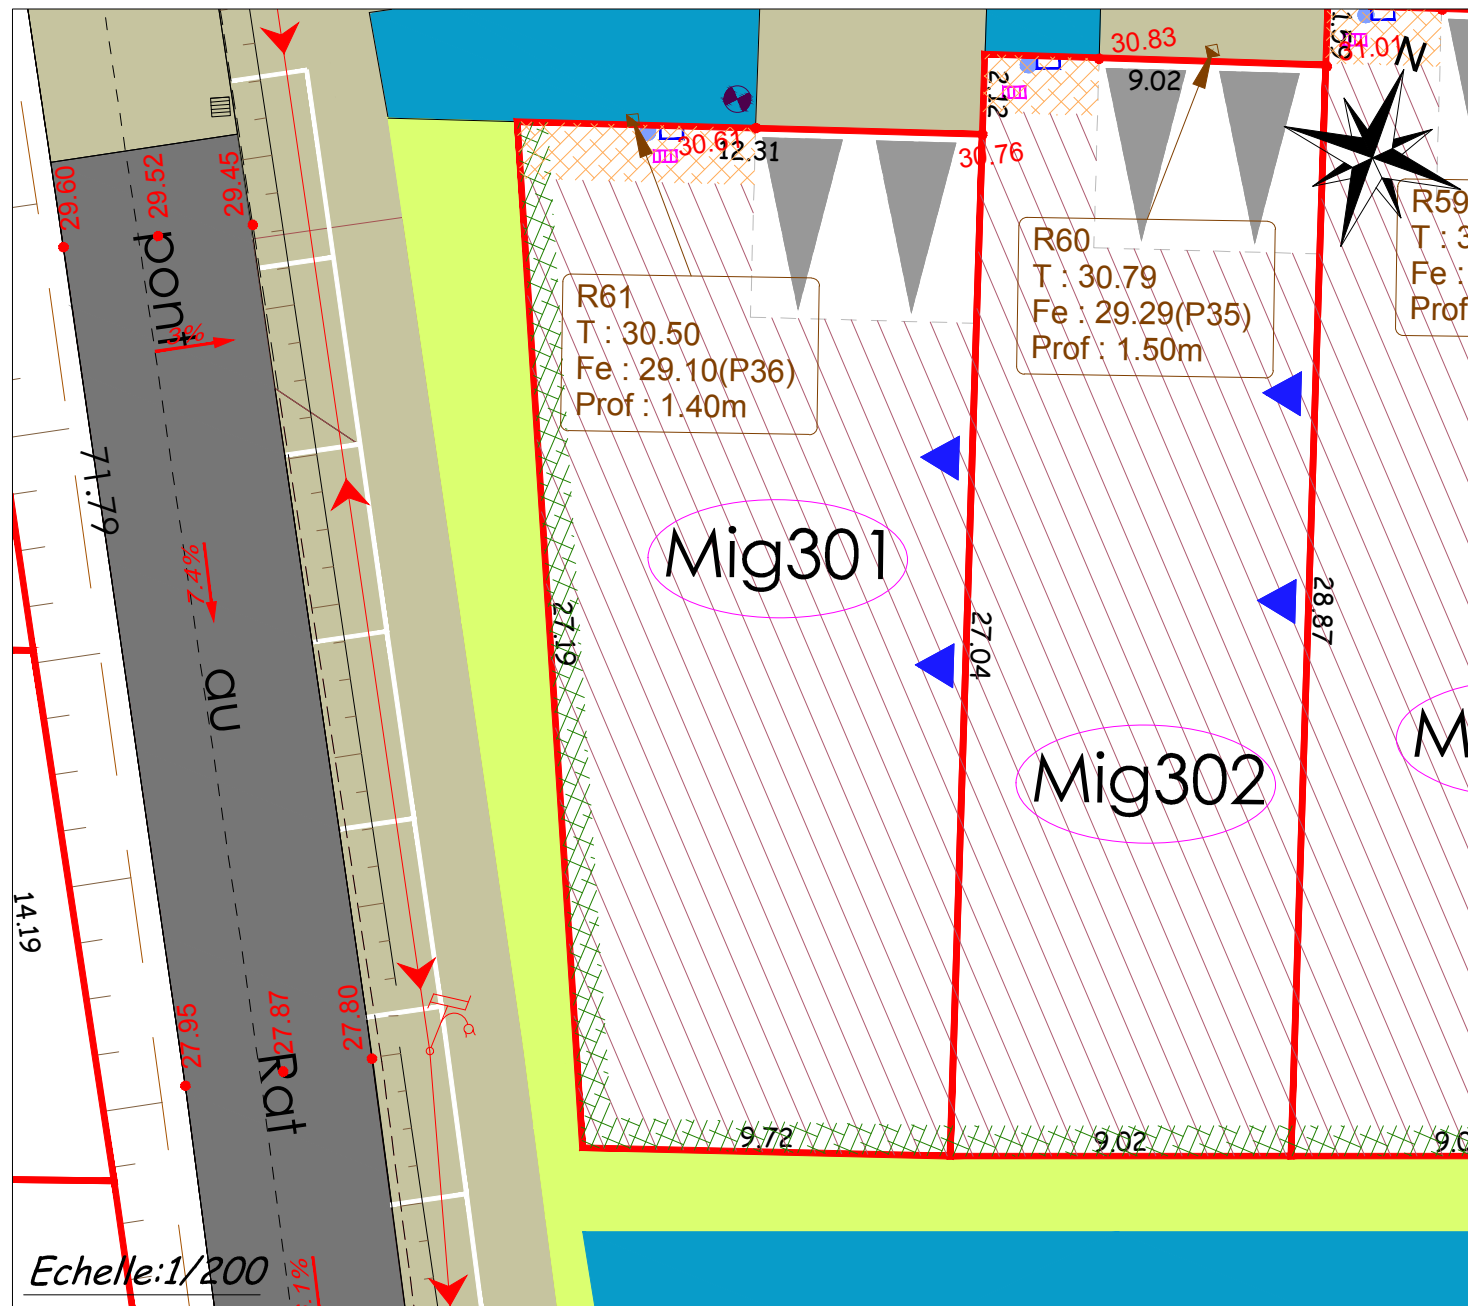 30.83
31.01
1.59
N
9.02
2.12
30.61
12.31
30.76
29.60
29.52
29.45
pont
3%
R61
T : 30.50
Fe : 29.10(P36)
Prof : 1.40m
R60
T : 30.79
Fe : 29.29(P35)
Prof : 1.50m
R59
T : 3
Fe :
Prof
71.79
7.4%
Mig301
27.19
27.04
28.87
au
Mig302
M
14.19
27.95
27.87
27.80
Rat
9.72
9.02
9.0
Echelle:1/200